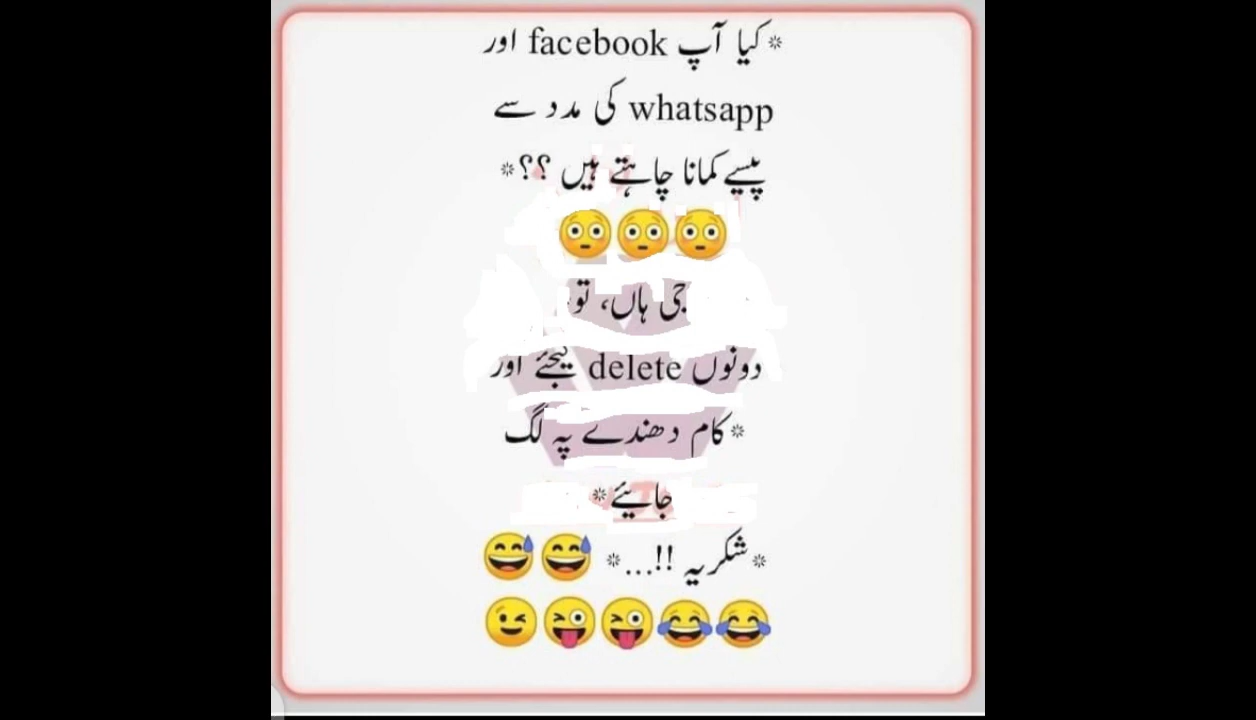 *کیا آپ facebook اور
whatsapp کی مدد سے
پیسے کمانا چاہتے ہیں ؟؟*
😳😳😳
جی ہاں، تو
دونوں delete کیجئے اور
*کام دھندے پہ لگ
جایئے*
*شکریہ !!...* 😅😅
😂😂😜😜😉